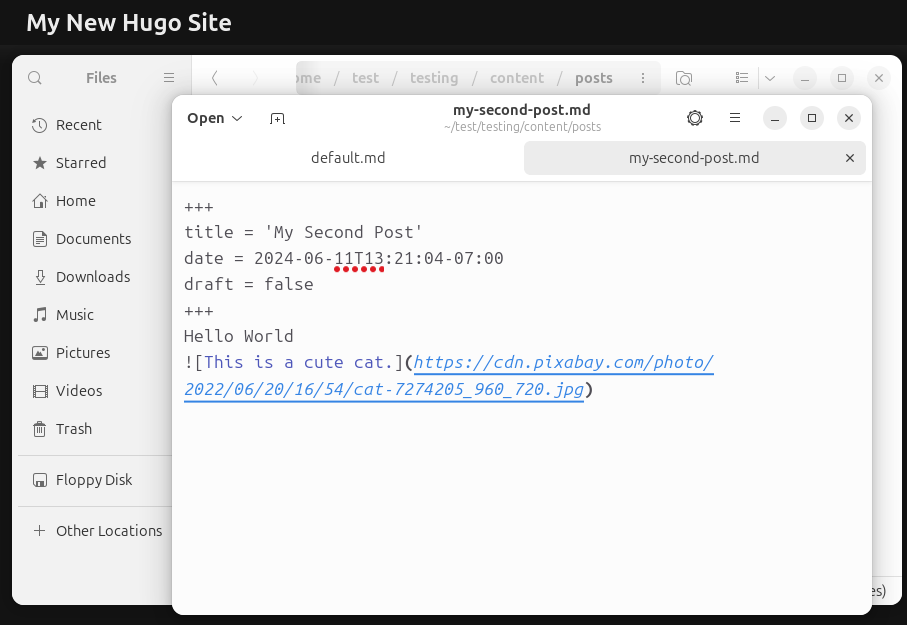 My New Hugo Site
Files
ome / test / testing / content / posts
Recent
Starred
Home
Documents
Downloads
Music
Pictures
Videos
Trash
Floppy Disk
Other Locations
Open
my-second-post.md
~/test/testing/content/posts
default.md
my-second-post.md
+++
title = 'My Second Post'
date = 2024-06-11T13:21:04-07:00
draft = false
+++
Hello World
![This is a cute cat.](https://cdn.pixabay.com/photo/
2022/06/20/16/54/cat-7274205_960_720.jpg)
es)